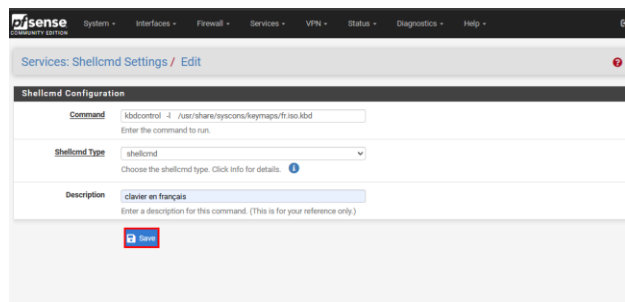 pfsense System Interfaces Firewall Services VPN Status Diagnostics Help
COMMUNITY EDITION
Services: Shellcmd Settings / Edit
Shellcmd Configuration
Command kbdcontrol -l /usr/share/syscons/keymaps/fr.iso.kbd
Enter the command to run.
Shellcmd Type shellcmd
Choose the shellcmd type. Click Info for details.
Description clavier en français
Enter a description for this command. (This is for your reference only.)
Save